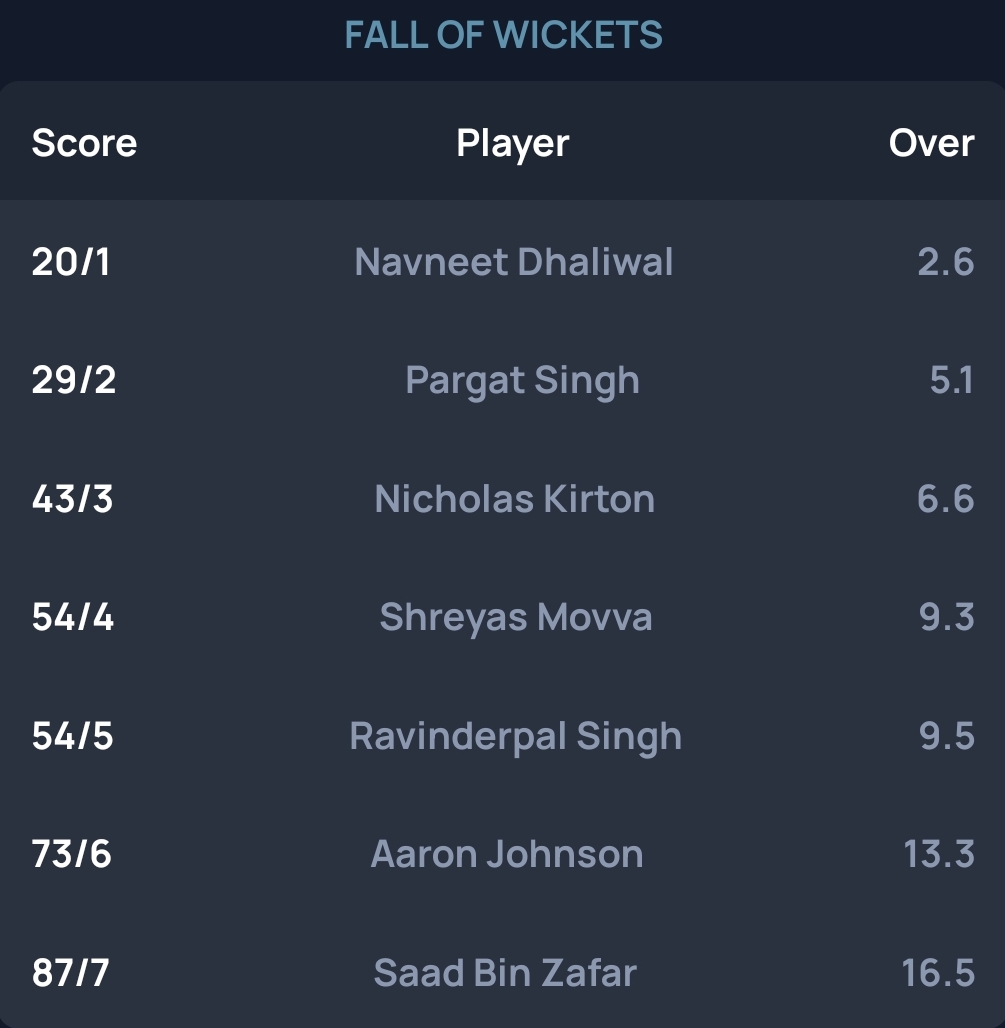 FALL OF WICKETS
Score Player Over
20/1 Navneet Dhaliwal 2.6
29/2 Pargat Singh 5.1
43/3 Nicholas Kirton 6.6
54/4 Shreyas Movva 9.3
54/5 Ravinderpal Singh 9.5
73/6 Aaron Johnson 13.3
87/7 Saad Bin Zafar 16.5